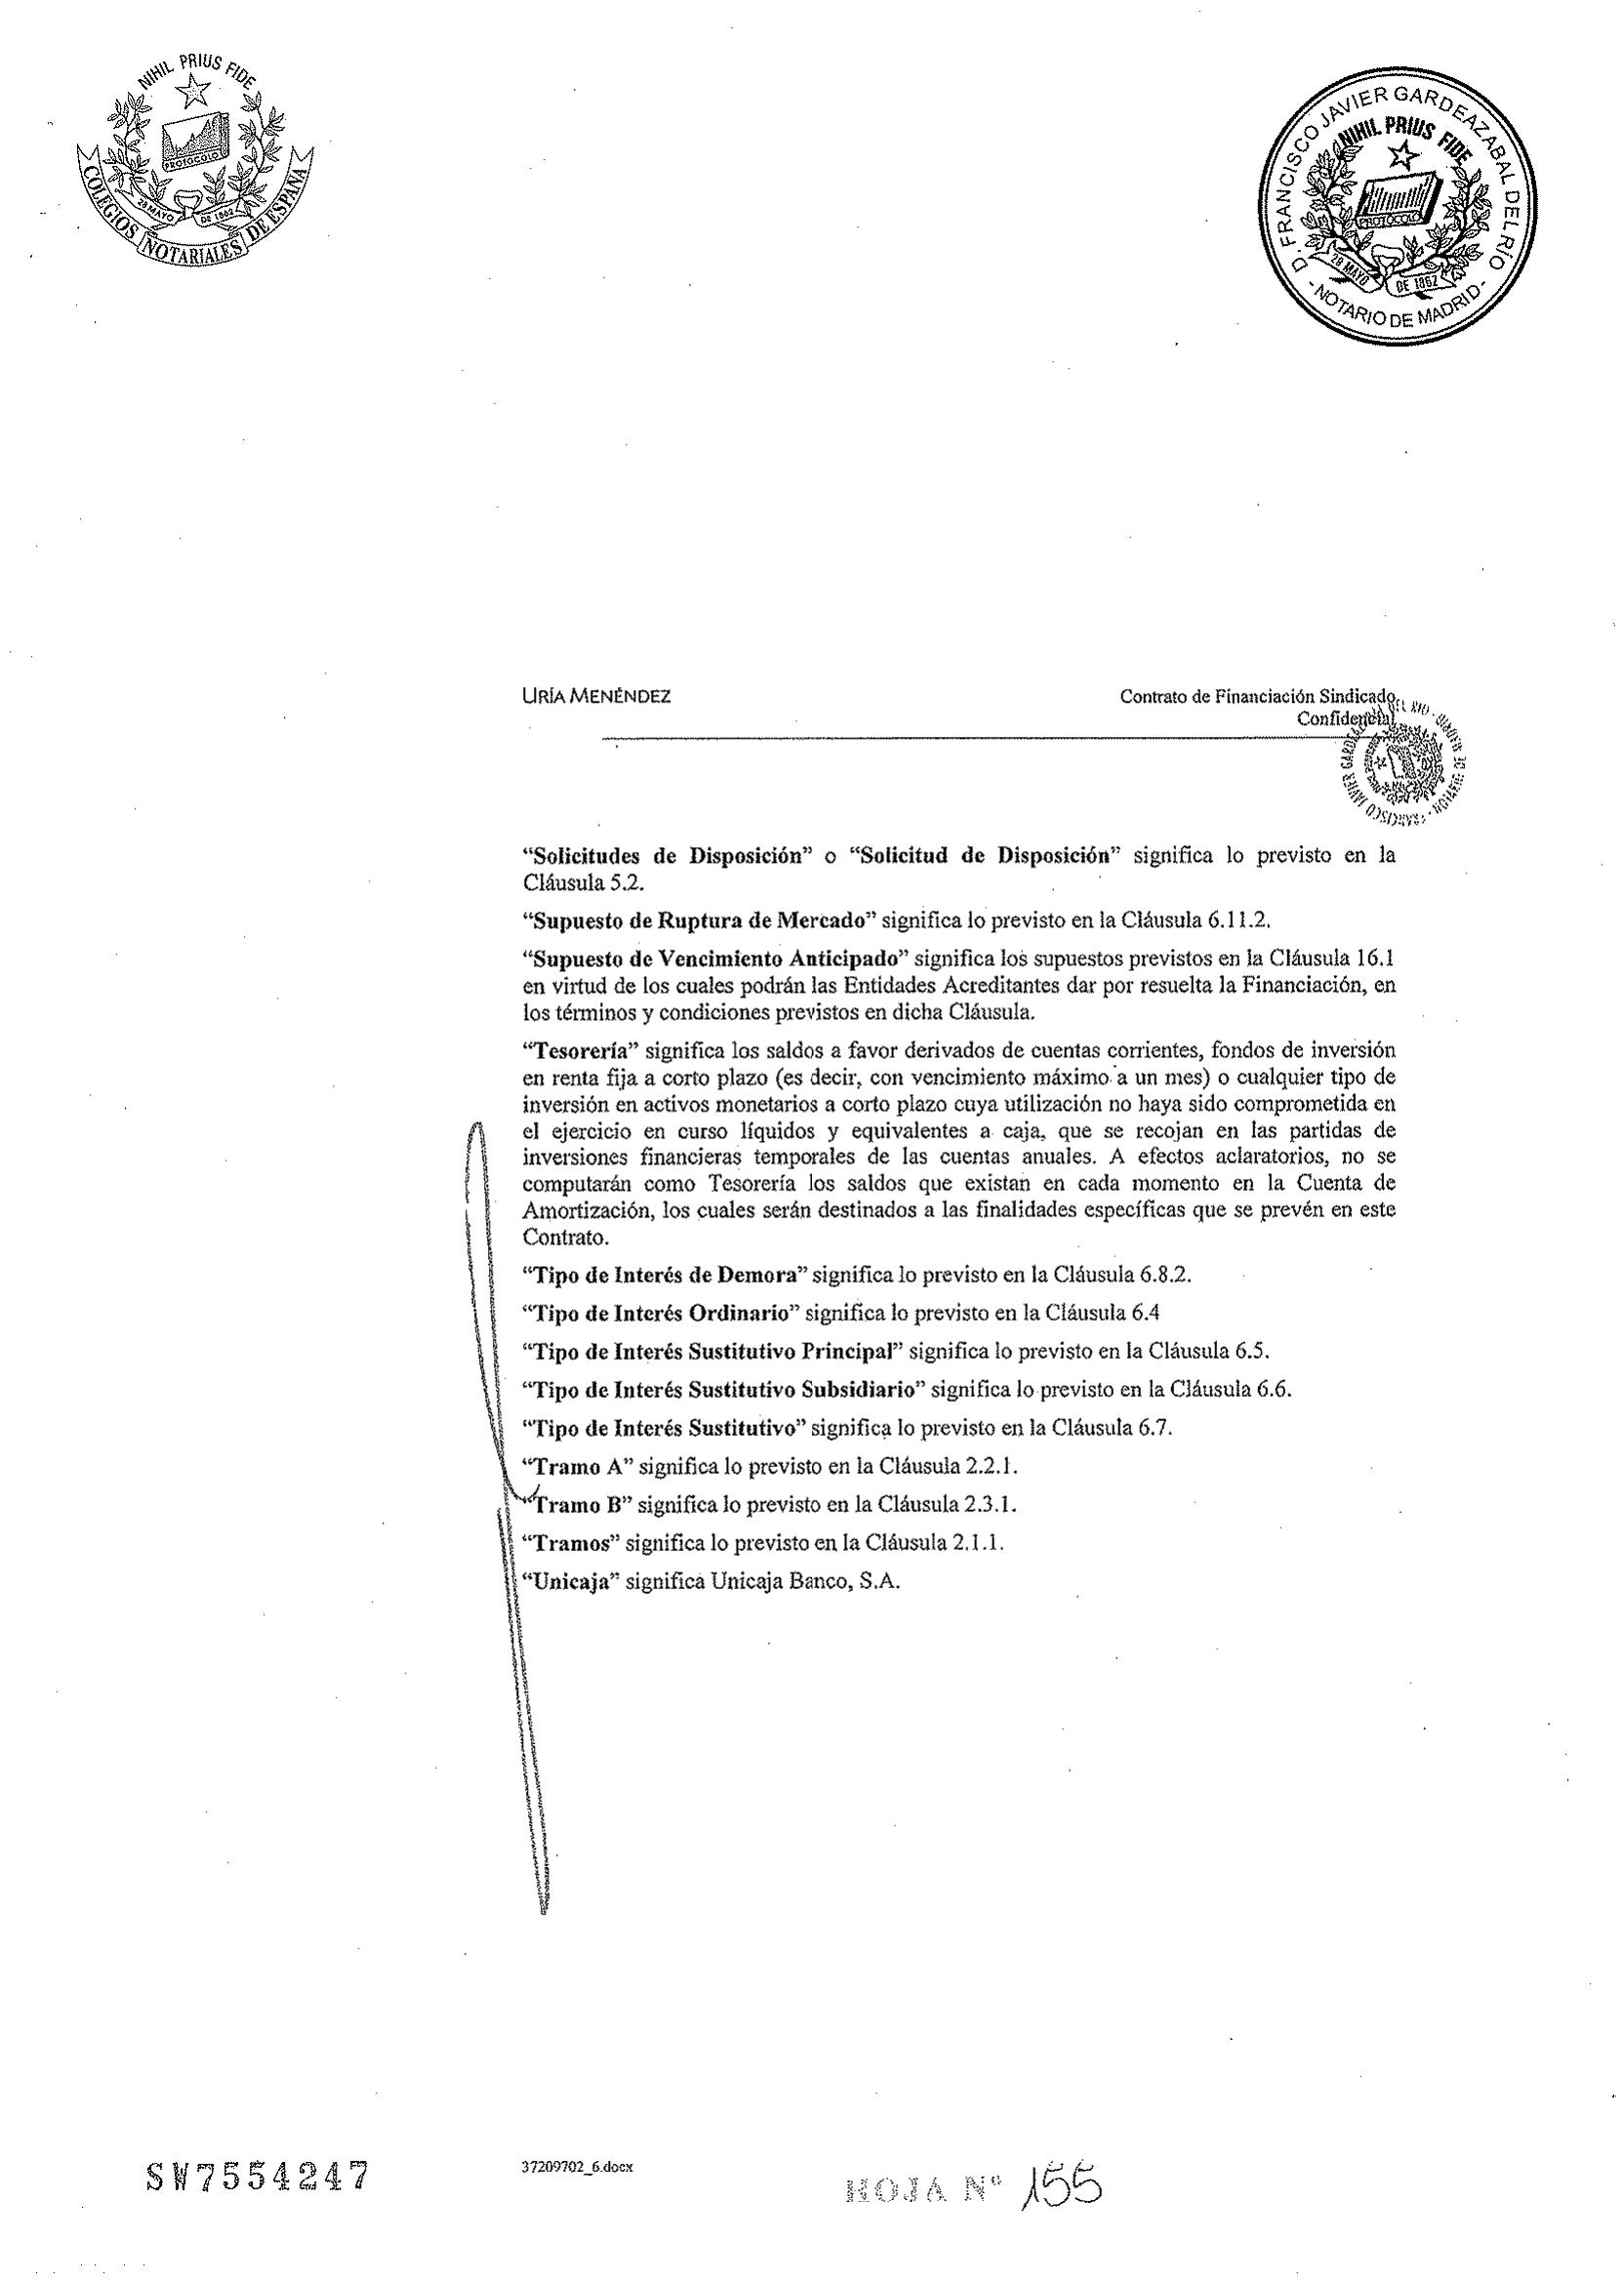 NIHIL PRIUS FIDE
PROTOCOLO
28 MAYO DE 1862
COLEGIOS NOTARIALES DE ESPAÑA
D. FRANCISCO JAVIER GARDEAZABAL DEL RÍO
NIHIL PRIUS FIDE
PROTOCOLO
28 MAYO DE 1862
- NOTARIO DE MADRID -
URÍA MENÉNDEZ
Contrato de Financiación Sindicado
Confidencial
“Solicitudes de Disposición” o “Solicitud de Disposición” significa lo previsto en la
Cláusula 5.2.
“Supuesto de Ruptura de Mercado” significa lo previsto en la Cláusula 6.11.2.
“Supuesto de Vencimiento Anticipado” significa los supuestos previstos en la Cláusula 16.1
en virtud de los cuales podrán las Entidades Acreditantes dar por resuelta la Financiación, en
los términos y condiciones previstos en dicha Cláusula.
“Tesorería” significa los saldos a favor derivados de cuentas corrientes, fondos de inversión
en renta fija a corto plazo (es decir, con vencimiento máximo a un mes) o cualquier tipo de
inversión en activos monetarios a corto plazo cuya utilización no haya sido comprometida en
el ejercicio en curso líquidos y equivalentes a caja, que se recojan en las partidas de
inversiones financieras temporales de las cuentas anuales. A efectos aclaratorios, no se
computarán como Tesorería los saldos que existan en cada momento en la Cuenta de
Amortización, los cuales serán destinados a las finalidades específicas que se prevén en este
Contrato.
“Tipo de Interés de Demora” significa lo previsto en la Cláusula 6.8.2.
“Tipo de Interés Ordinario” significa lo previsto en la Cláusula 6.4
“Tipo de Interés Sustitutivo Principal” significa lo previsto en la Cláusula 6.5.
“Tipo de Interés Sustitutivo Subsidiario” significa lo previsto en la Cláusula 6.6.
“Tipo de Interés Sustitutivo” significa lo previsto en la Cláusula 6.7.
“Tramo A” significa lo previsto en la Cláusula 2.2.1.
“Tramo B” significa lo previsto en la Cláusula 2.3.1.
“Tramos” significa lo previsto en la Cláusula 2.1.1.
“Unicaja” significa Unicaja Banco, S.A.
SW7554247
37209702_6.docx
HOJA Nº 155